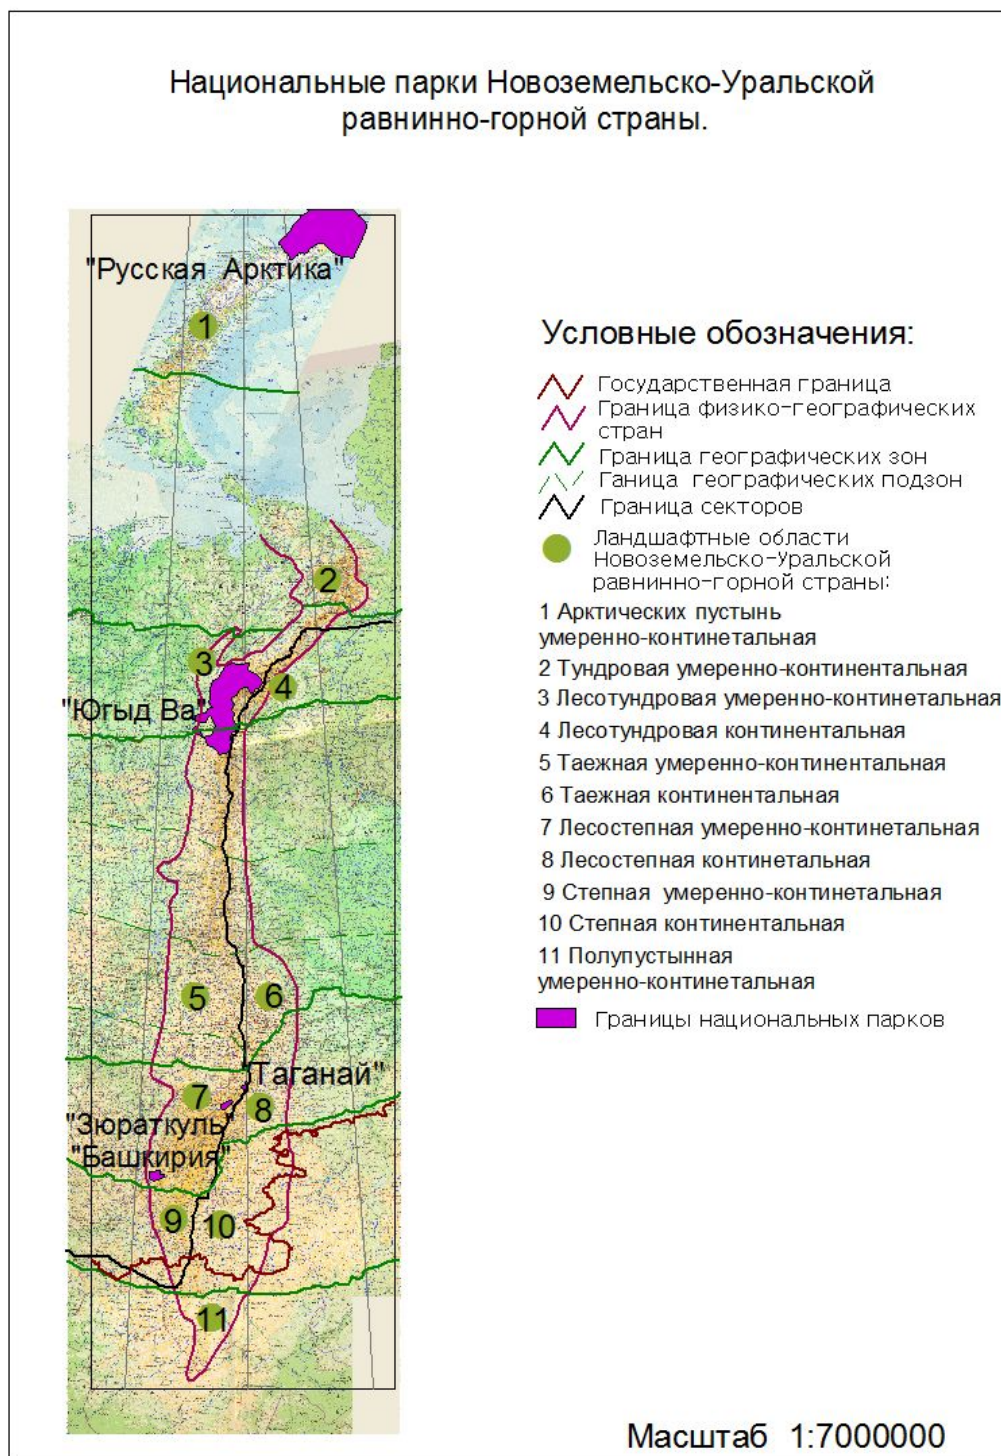 Национальные парки Новоземельско-Уральской
равнинно-горной страны.
"Русская Арктика"
1
2
3
4
"Югыд Ва"
5
6
"Таганай"
7
8
"Зюраткуль"
"Башкирия"
9
10
11
Условные обозначения:
Государственная граница
Граница физико-географических
стран
Граница географических зон
Ганица географических подзон
Граница секторов
Ландшафтные области
Новоземельско-Уральской
равнинно-горной страны:
1 Арктических пустынь
умеренно-континетальная
2 Тундровая умеренно-континентальная
3 Лесотундровая умеренно-континетальная
4 Лесотундровая континентальная
5 Таежная умеренно-континентальная
6 Таежная континентальная
7 Лесостепная умеренно-континетальная
8 Лесостепная континетальная
9 Степная умеренно-континетальная
10 Степная континентальная
11 Полупустынная
умеренно-континетальная
Границы национальных парков
Масштаб 1:7000000